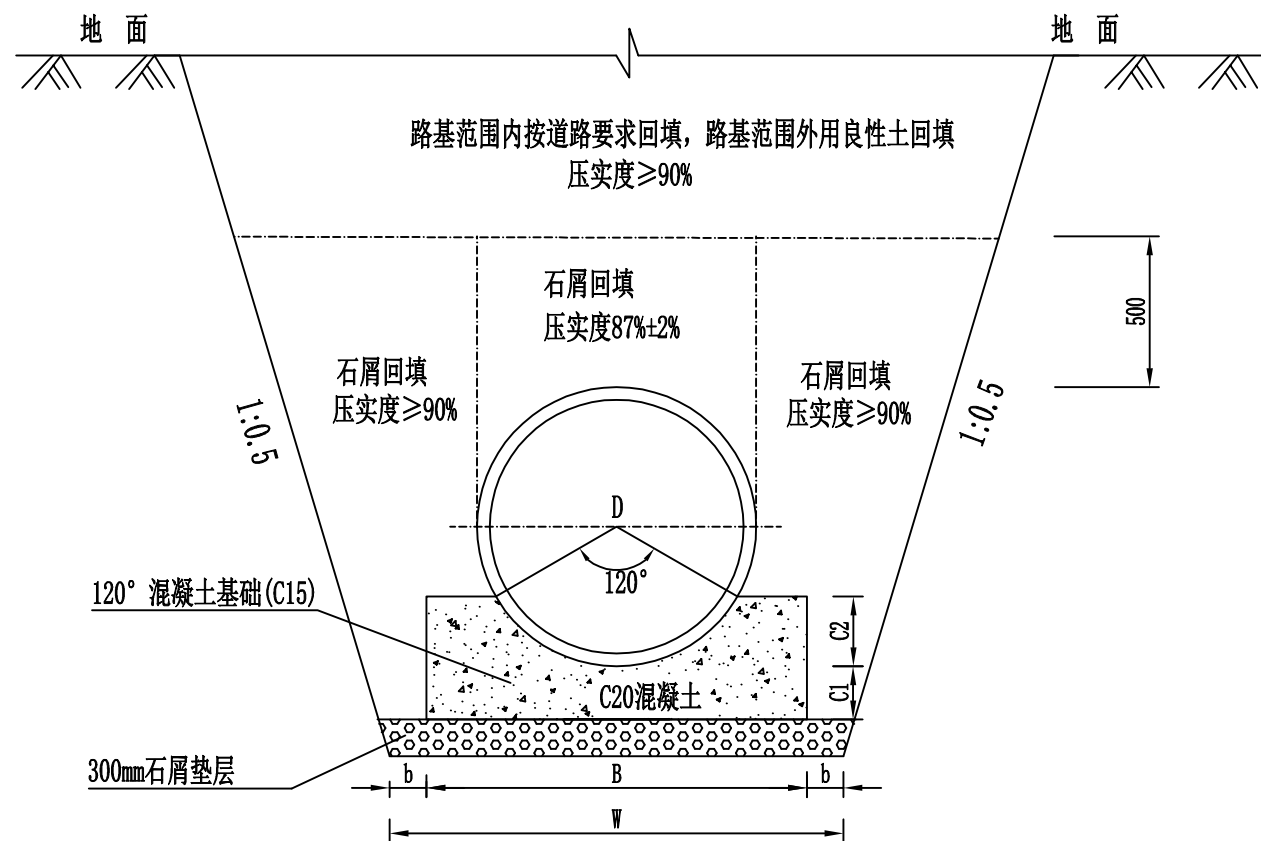 地 面
地 面
路基范围内按道路要求回填，路基范围外用良性土回填
压实度≥90%
石屑回填
压实度87%±2%
500
石屑回填
压实度≥90%
石屑回填
压实度≥90%
1:0.5
1:0.5
D
120°
120°混凝土基础(C15)
C2
C1
C20混凝土
300mm石屑垫层
b
B
b
W